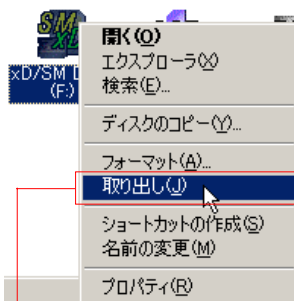 SM
xD
xD/SM D
(F:)
開く(O)
エクスプローラ(X)
検索(E)...
ディスクのコピー(Y)...
フォーマット(A)...
取り出し(J)
ショートカットの作成(S)
名前の変更(M)
プロパティ(R)